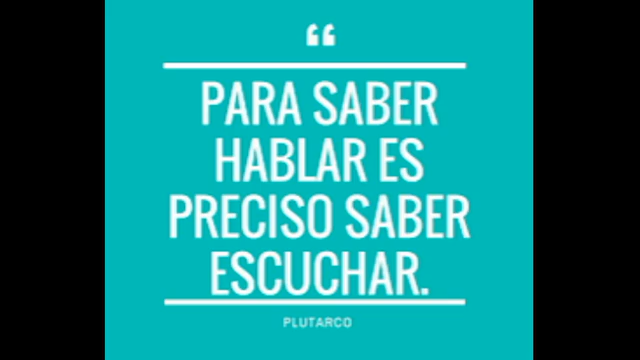 “
PARA SABER
HABLAR ES
PRECISO SABER
ESCUCHAR.
PLUTARCO